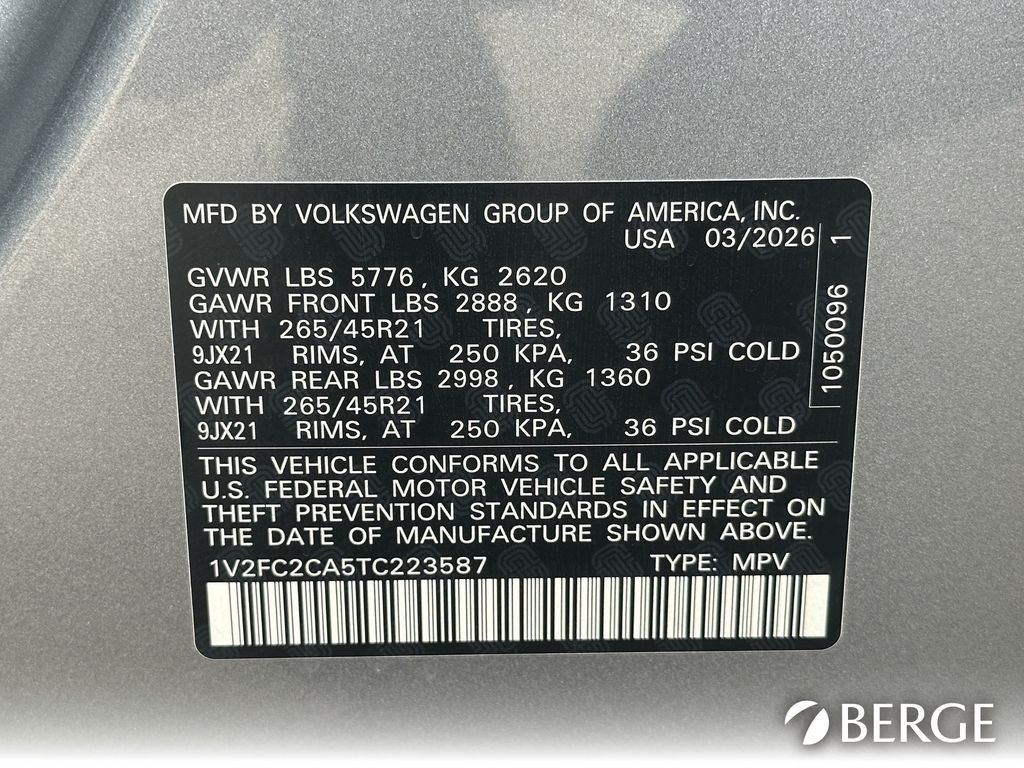 MFD BY VOLKSWAGEN GROUP OF AMERICA, INC.
USA 03/2026
GVWR LBS 5776, KG 2620
GAWR FRONT LBS 2888, KG 1310
WITH 265/45R21 TIRES,
9JX21 RIMS, AT 250 KPA, 36 PSI COLD
GAWR REAR LBS 2998, KG 1360
WITH 265/45R21 TIRES,
9JX21 RIMS, AT 250 KPA, 36 PSI COLD
1050096 1
THIS VEHICLE CONFORMS TO ALL APPLICABLE
U.S. FEDERAL MOTOR VEHICLE SAFETY AND
THEFT PREVENTION STANDARDS IN EFFECT ON
THE DATE OF MANUFACTURE SHOWN ABOVE.
1V2FC2CA5TC223587 TYPE: MPV
BERGE